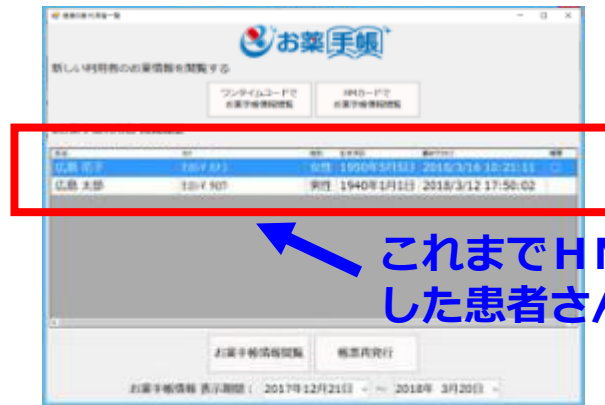 お薬手帳
新しい利用者のお薬情報を閲覧する
ワンタイムコードで HMカードで
お薬手帳情報閲覧 お薬手帳情報閲覧
広島 花子 女性 1950年5月5日 2018/3/16 10:21:11
広島 太郎 男性 1940年1月1日 2018/3/12 17:50:02
これまでHM
した患者さん
お薬手帳情報閲覧 帳票再発行
お薬手帳情報 表示期間： 2017年12月21日 ～ 2018年 3月20日